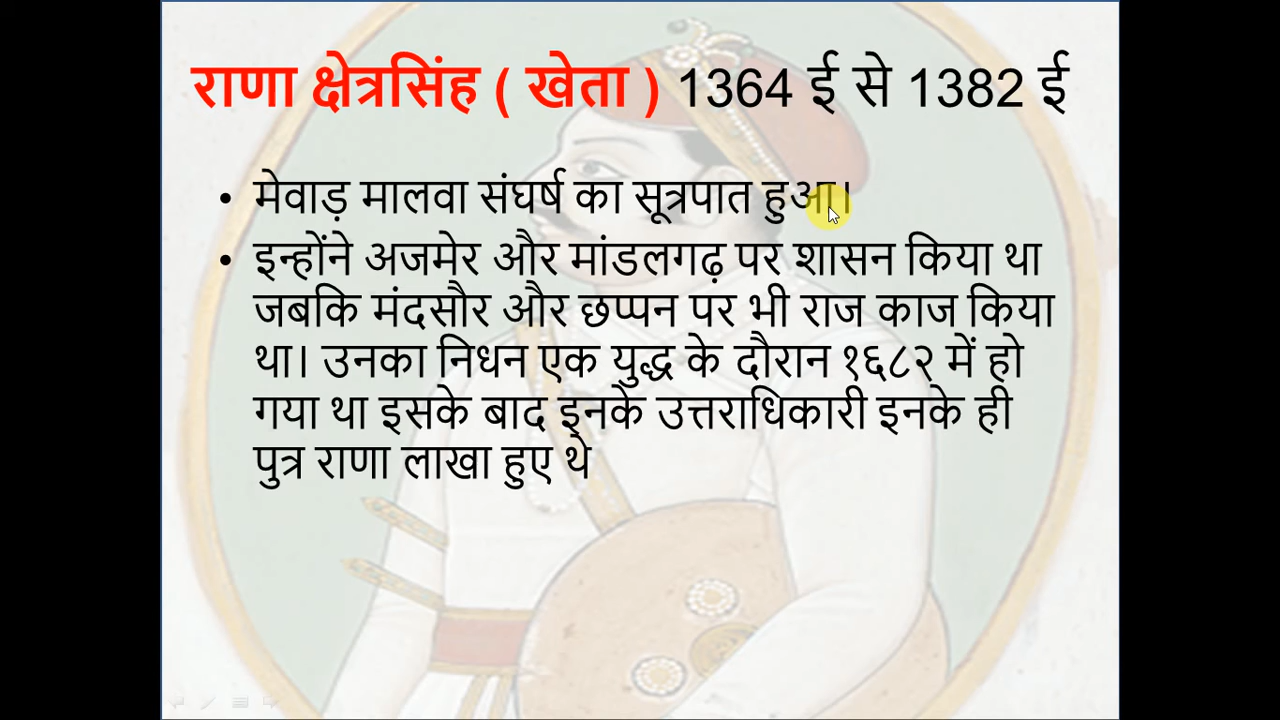 राणा क्षेत्रसिंह ( खेता ) 1364 ई से 1382 ई
• मेवाड़ मालवा संघर्ष का सूत्रपात हुआ।
• इन्होंने अजमेर और मांडलगढ़ पर शासन किया था
जबकि मंदसौर और छप्पन पर भी राज काज किया
था। उनका निधन एक युद्ध के दौरान १६८२ में हो
गया था इसके बाद इनके उत्तराधिकारी इनके ही
पुत्र राणा लाखा हुए थे